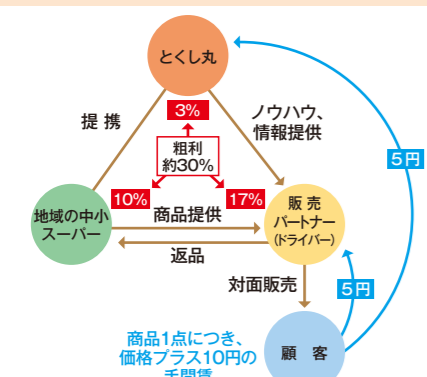 とくし丸
提 携
3%
ノウハウ、
情報提供
粗利
約30%
5円
10%
17%
地域の中小
スーパー
商品提供
販 売
パートナー
(ドライバー)
返品
対面販売
5円
商品1点につき、
価格プラス10円の
手間賃
顧 客